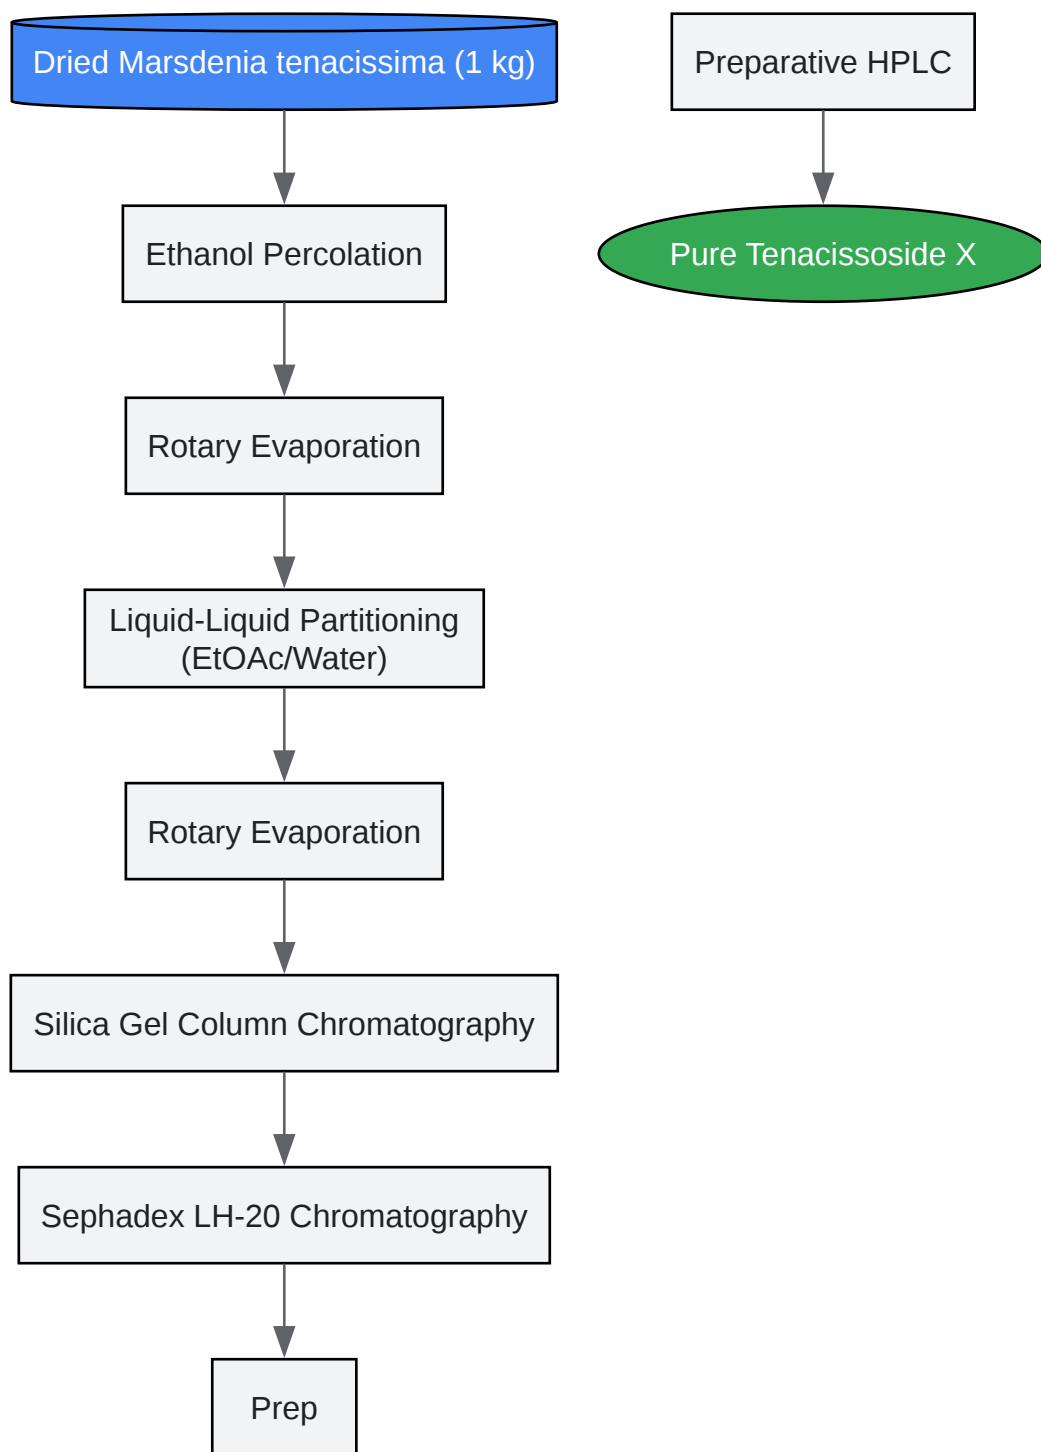 Dried Marsdenia tenacissima (1 kg)
Ethanol Percolation
Rotary Evaporation
Liquid-Liquid Partitioning
(EtOAc/Water)
Rotary Evaporation
Silica Gel Column Chromatography
Sephadex LH-20 Chromatography
Prep
Preparative HPLC
Pure Tenacissoside X